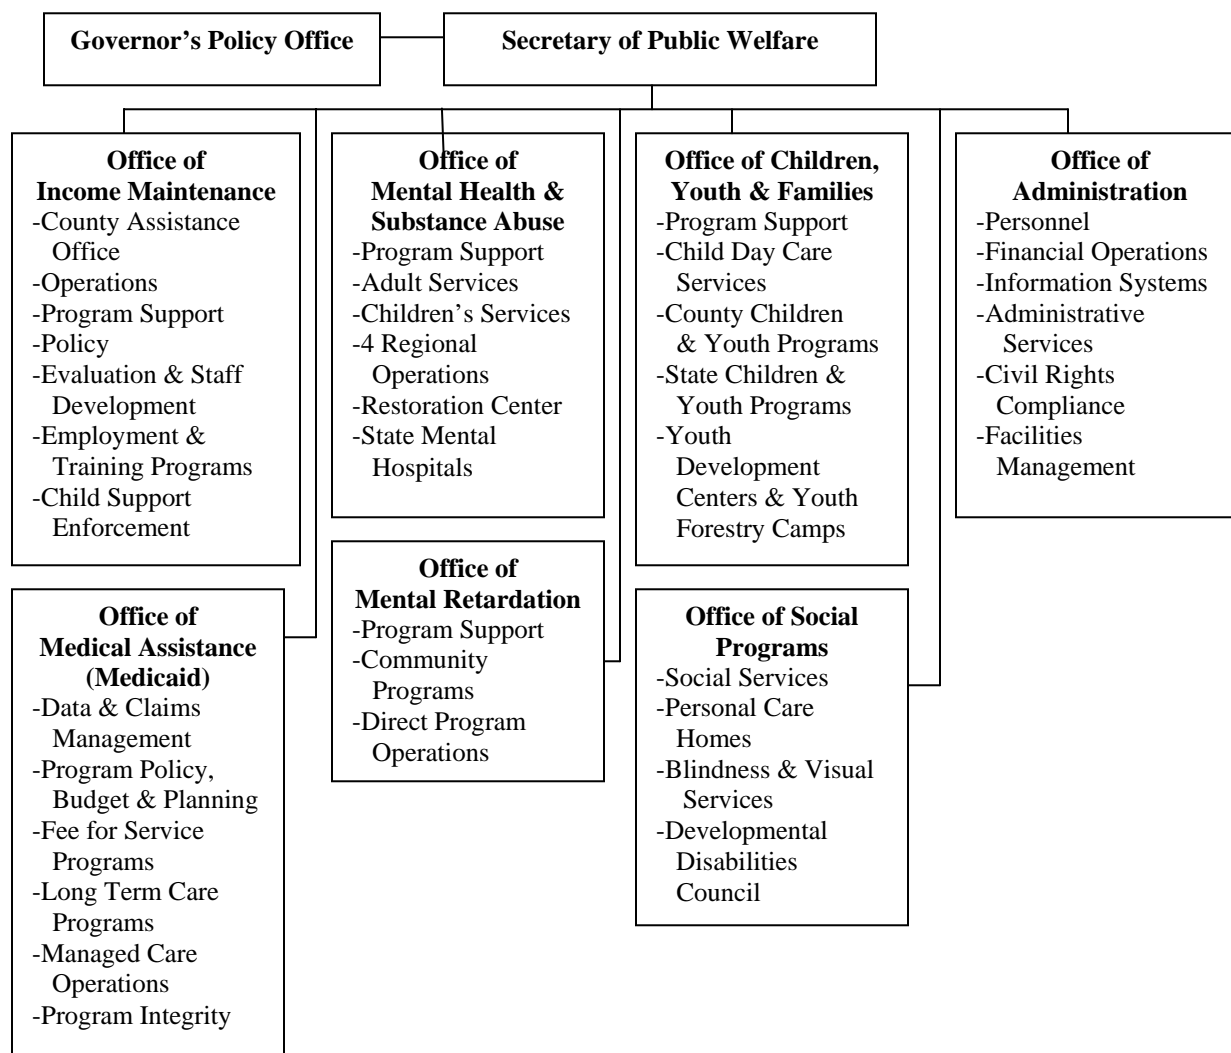 Governor’s Policy Office
Secretary of Public Welfare
Office of
Income Maintenance
-County Assistance
Office
-Operations
-Program Support
-Policy
-Evaluation & Staff
Development
-Employment &
Training Programs
-Child Support
Enforcement
Office of
Mental Health &
Substance Abuse
-Program Support
-Adult Services
-Children’s Services
-4 Regional
Operations
-Restoration Center
-State Mental
Hospitals
Office of Children,
Youth & Families
-Program Support
-Child Day Care
Services
-County Children
& Youth Programs
-State Children &
Youth Programs
-Youth
Development
Centers & Youth
Forestry Camps
Office of
Administration
-Personnel
-Financial Operations
-Information Systems
-Administrative
Services
-Civil Rights
Compliance
-Facilities
Management
Office of
Medical Assistance
(Medicaid)
-Data & Claims
Management
-Program Policy,
Budget & Planning
-Fee for Service
Programs
-Long Term Care
Programs
-Managed Care
Operations
-Program Integrity
Office of
Mental Retardation
-Program Support
-Community
Programs
-Direct Program
Operations
Office of Social
Programs
-Social Services
-Personal Care
Homes
-Blindness & Visual
Services
-Developmental
Disabilities
Council